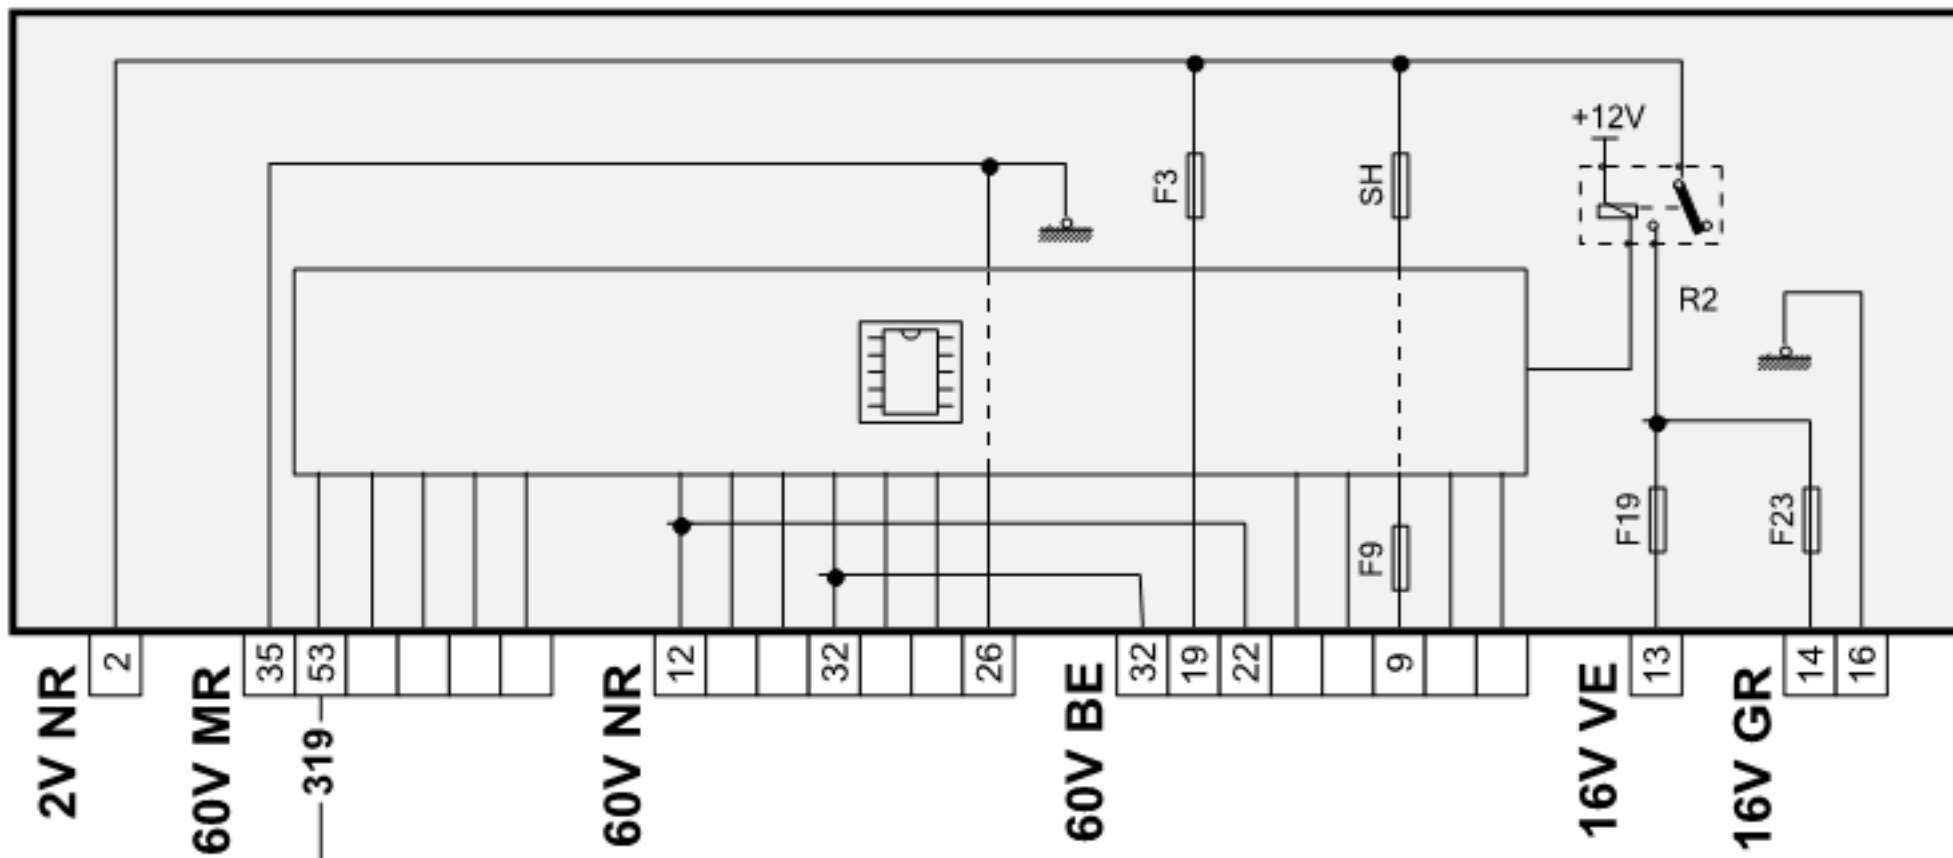 +12V
F3
SH
R2
F19
F23
F9
2
35
53
12
32
26
32
19
22
9
13
14
16
2V NR
60V MR
319
60V NR
60V BE
16V VE
16V GR